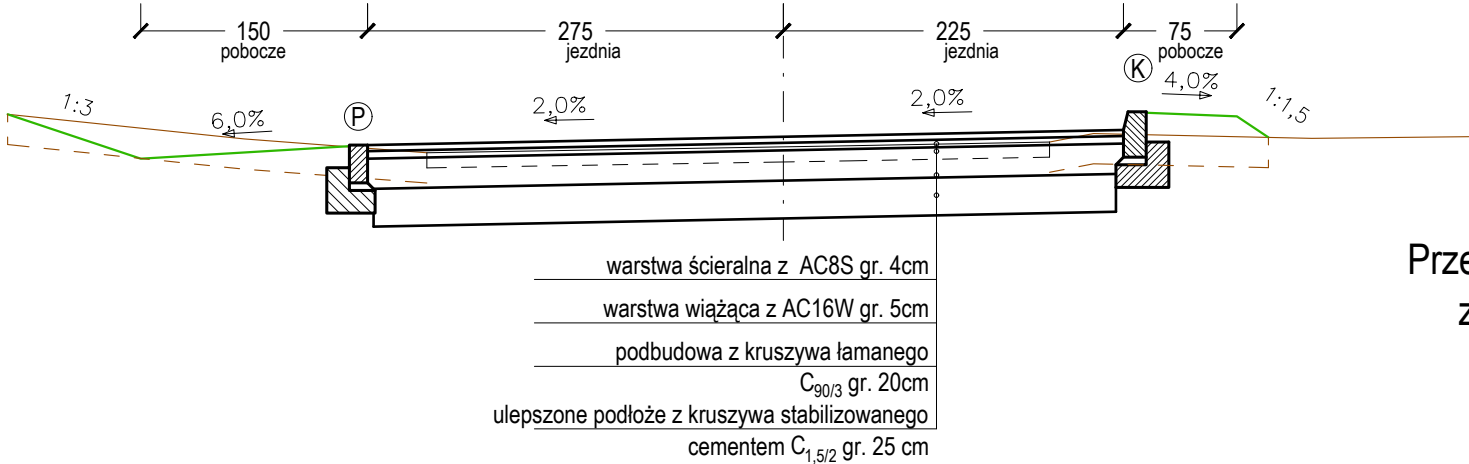 150 275 225 75
pobocze jezdnia jezdnia pobocze
K
1:3 6,0% P 2,0% 2,0% 4,0% 1:1,5
warstwa ścieralna z AC8S gr. 4cm
warstwa wiążąca z AC16W gr. 5cm
podbudowa z kruszywa łamanego
C90/3 gr. 20cm
ulepszone podłoże z kruszywa stabilizowanego
cementem C1,5/2 gr. 25 cm
Prze
z